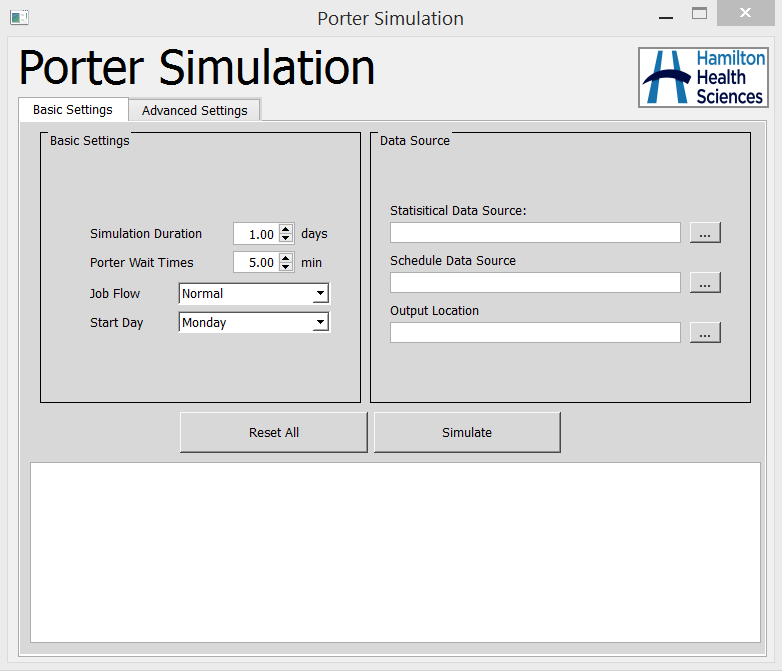 Porter Simulation
Porter Simulation
Hamilton
Health
Sciences
Basic Settings
Advanced Settings
Basic Settings
Simulation Duration 1.00 days
Porter Wait Times 5.00 min
Job Flow Normal
Start Day Monday
Data Source
Statisitical Data Source:
...
Schedule Data Source
...
Output Location
...
Reset All
Simulate